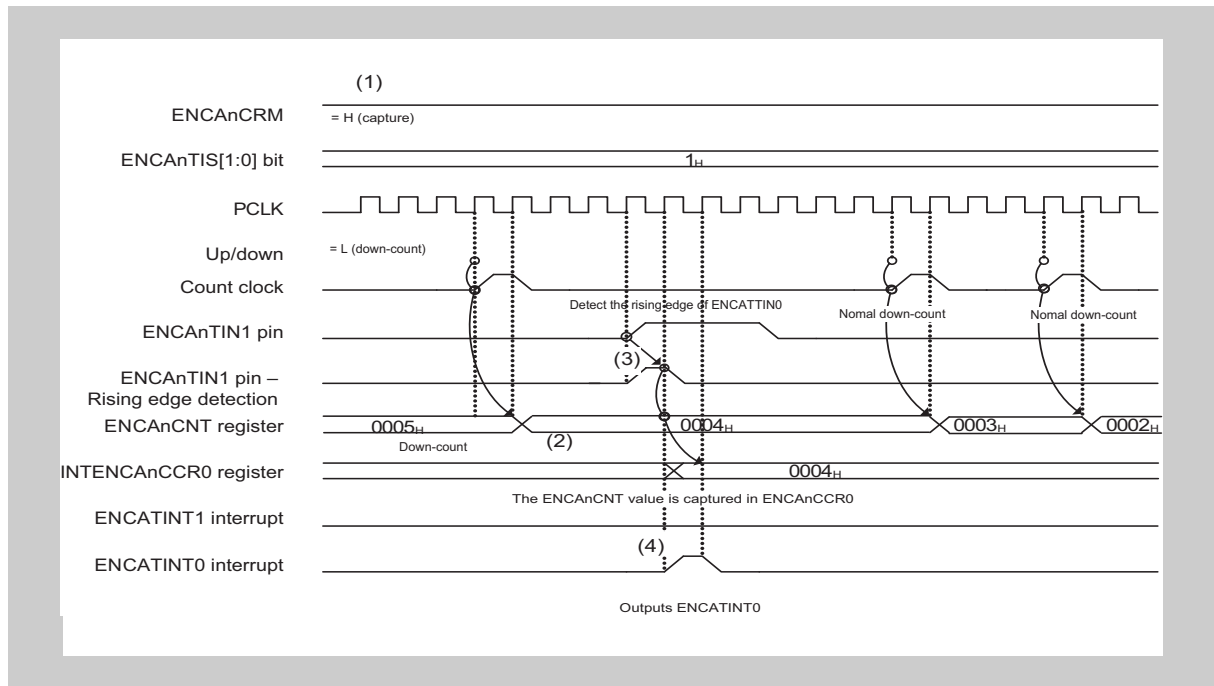 (1)
ENCAnCRM
= H (capture)
ENCAnTIS[1:0] bit
1H
PCLK
Up/down
= L (down-count)
Count clock
Detect the rising edge of ENCATTIN0
Nomal down-count
Nomal down-count
ENCAnTIN1 pin
(3)
ENCAnTIN1 pin –
Rising edge detection
ENCAnCNT register
0005H
0004H
0003H
0002H
Down-count
(2)
INTENCAnCCR0 register
0004H
The ENCAnCNT value is captured in ENCAnCCR0
ENCATINT1 interrupt
(4)
ENCATINT0 interrupt
Outputs ENCATINT0